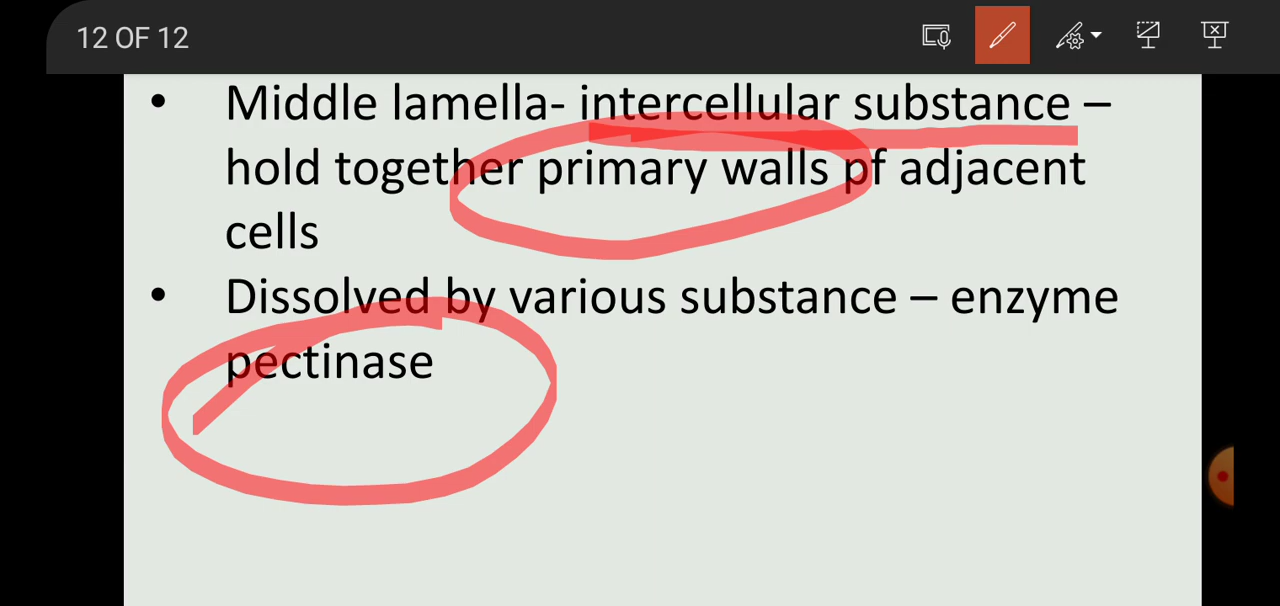 12 OF 12
• Middle lamella- intercellular substance –
hold together primary walls pf adjacent
cells
• Dissolved by various substance – enzyme
pectinase